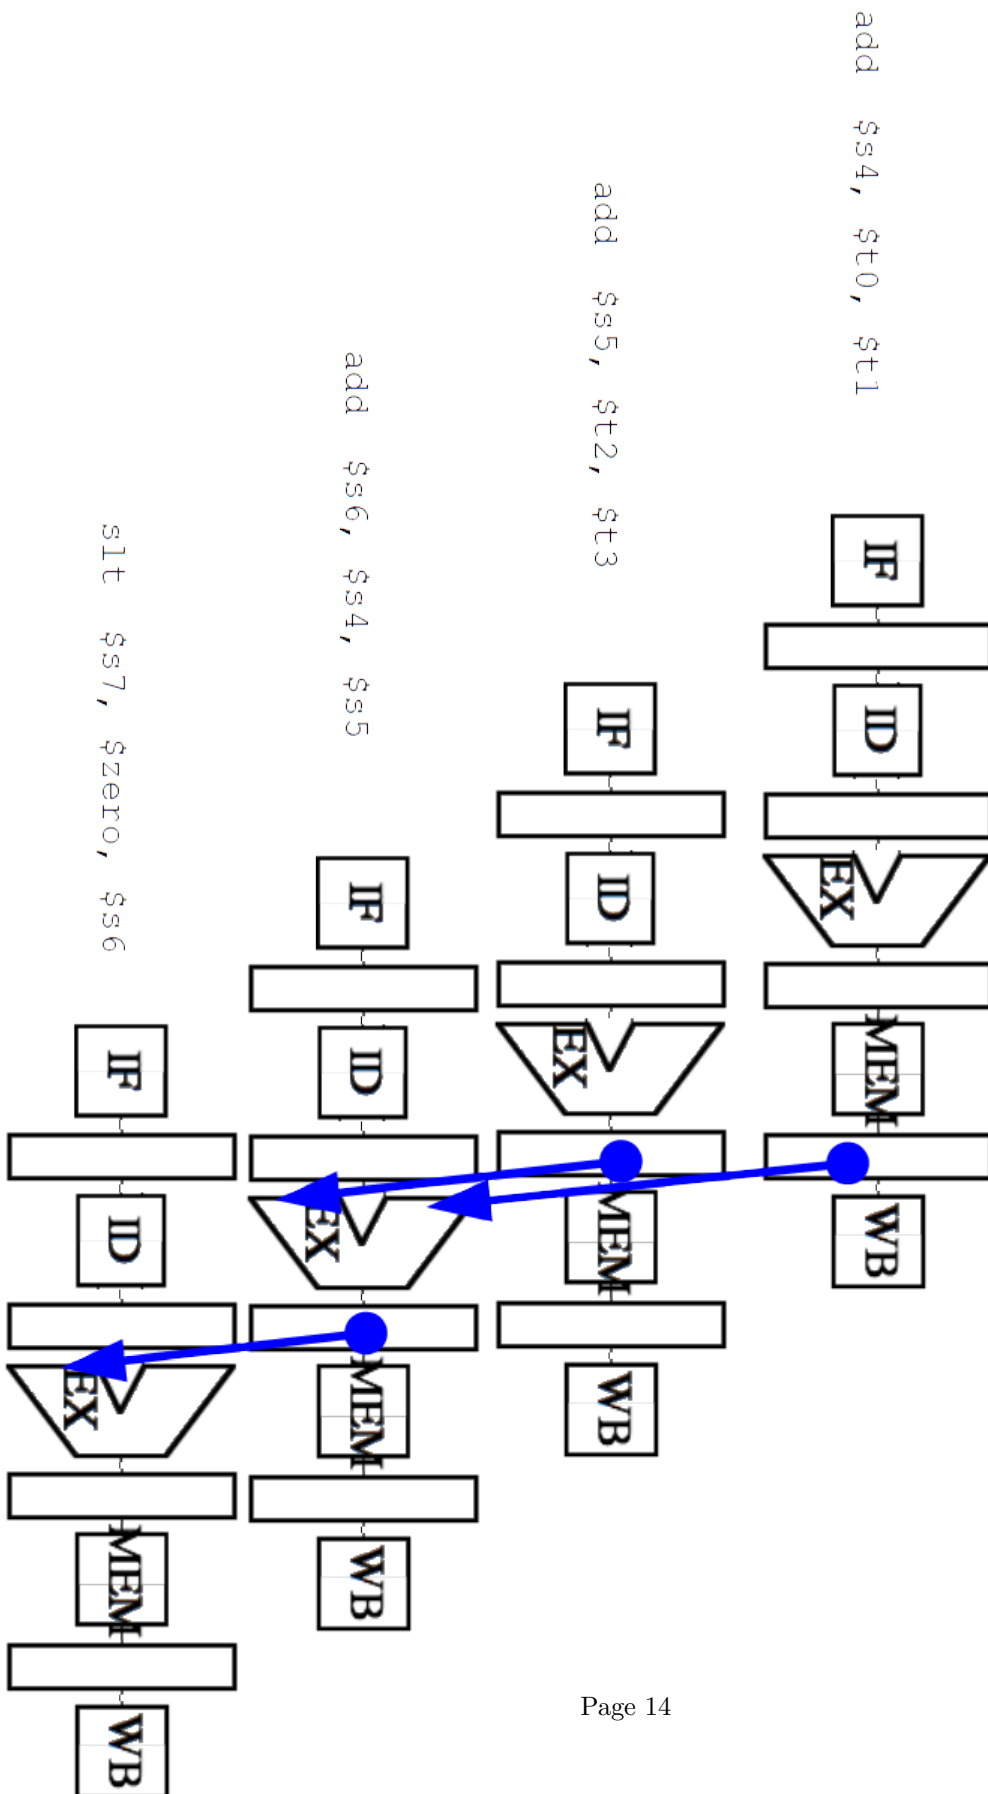 add $s4, $t0, $t1
IF
ID
EX
MEM
WB
add $s5, $t2, $t3
IF
ID
EX
MEM
WB
add $s6, $s4, $s5
IF
ID
EX
MEM
WB
slt $s7, $zero, $s6
IF
ID
EX
MEM
WB
Page 14